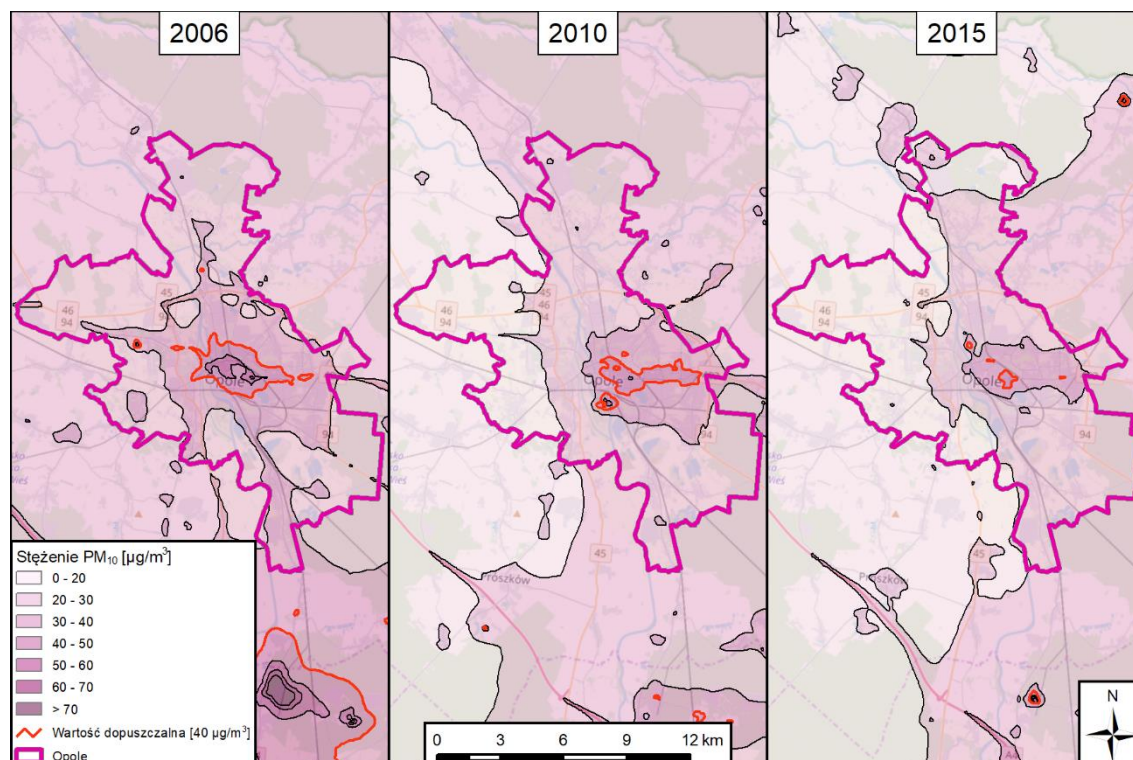 2006
2010
2015
45
46
94
Opole
94
Stężenie PM₁₀ [µg/m³]
0 - 20
20 - 30
30 - 40
40 - 50
50 - 60
60 - 70
> 70
Wartość dopuszczalna [40 µg/m³]
Opole
45
46
94
Opole
94
45
Prószków
0 3 6 9 12 km
46
94
45
Opole
94
45
Prószków
A4
N